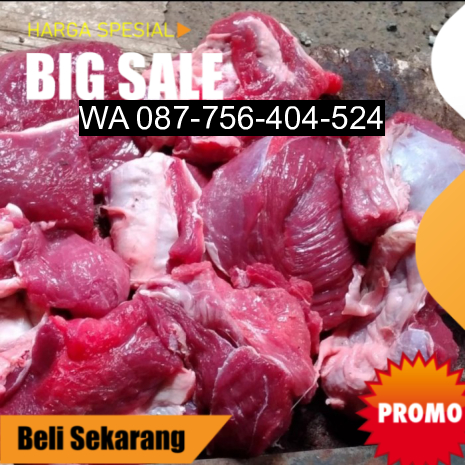 HARGA SPESIAL
BIG SALE
WA 087-756-404-524
PROMO
Beli Sekarang